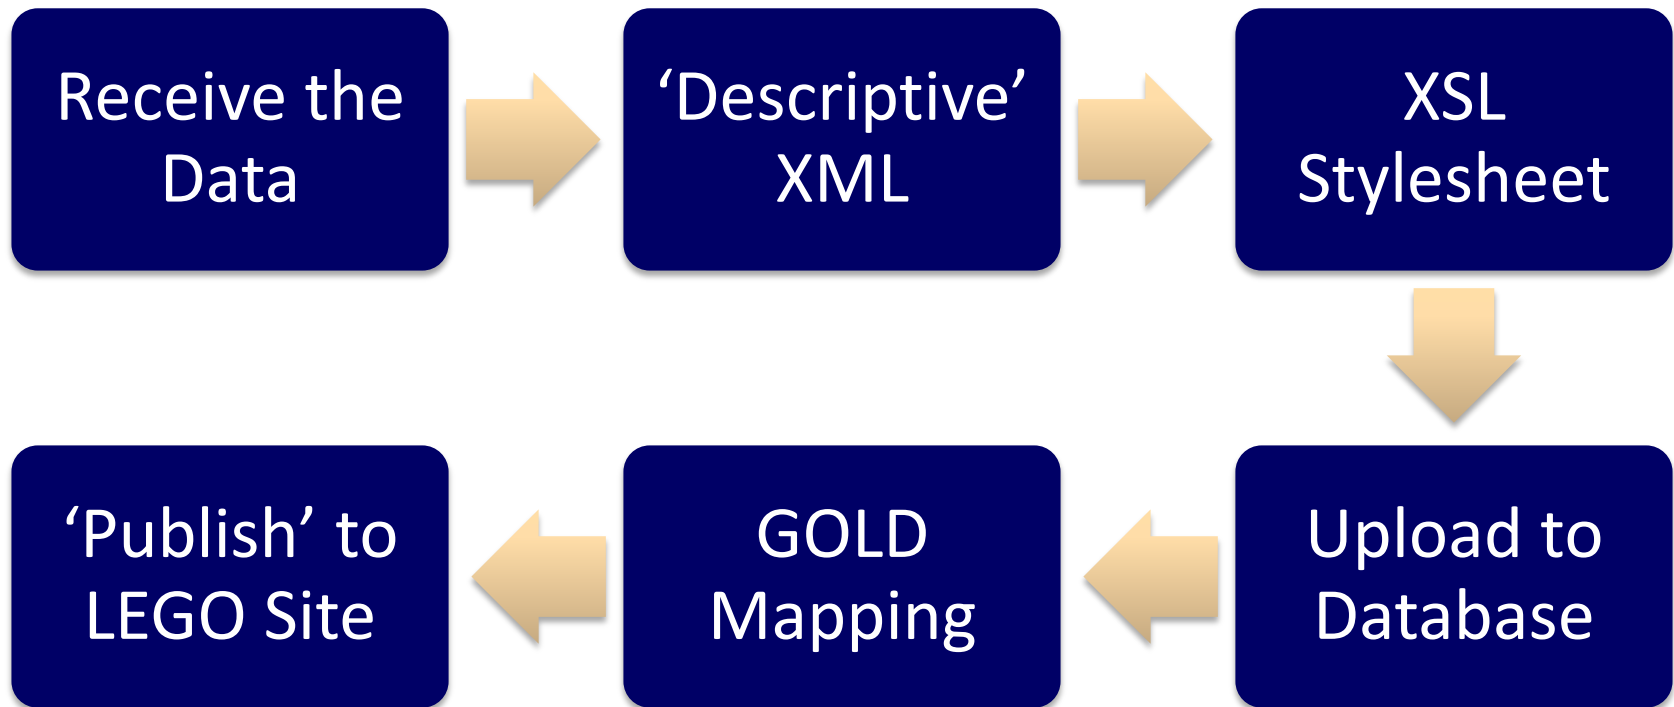 Receive the
Data
‘Descriptive’
XML
XSL
Stylesheet
Upload to
Database
GOLD
Mapping
‘Publish’ to
LEGO Site